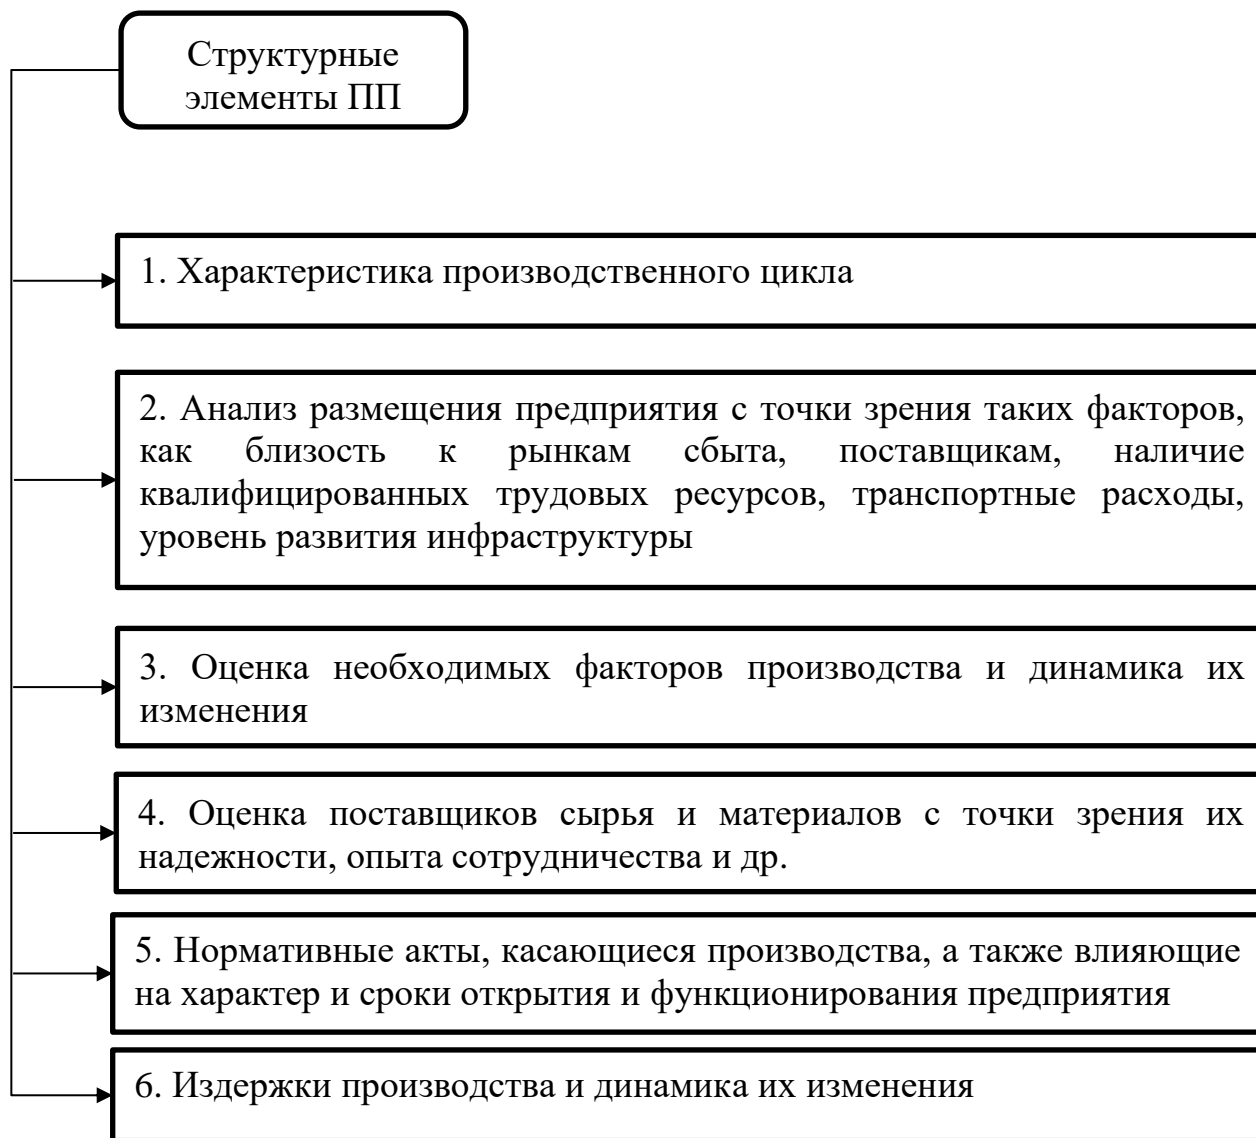 Структурные
элементы ПП
1. Характеристика производственного цикла
2. Анализ размещения предприятия с точки зрения таких факторов,
как близость к рынкам сбыта, поставщикам, наличие
квалифицированных трудовых ресурсов, транспортные расходы,
уровень развития инфраструктуры
3. Оценка необходимых факторов производства и динамика их
изменения
4. Оценка поставщиков сырья и материалов с точки зрения их
надежности, опыта сотрудничества и др.
5. Нормативные акты, касающиеся производства, а также влияющие
на характер и сроки открытия и функционирования предприятия
6. Издержки производства и динамика их изменения